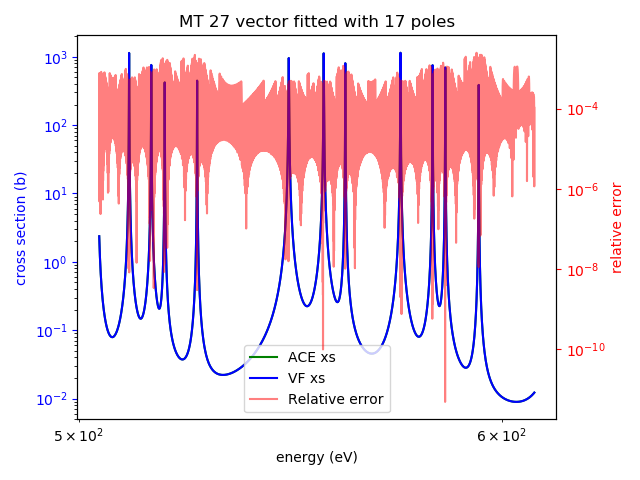 MT 27 vector fitted with 17 poles
cross section (b)
10³
10²
10¹
10⁰
10⁻¹
10⁻²
relative error
10⁻⁴
10⁻⁶
10⁻⁸
10⁻¹⁰
ACE xs
VF xs
Relative error
5 × 10²
6 × 10²
energy (eV)